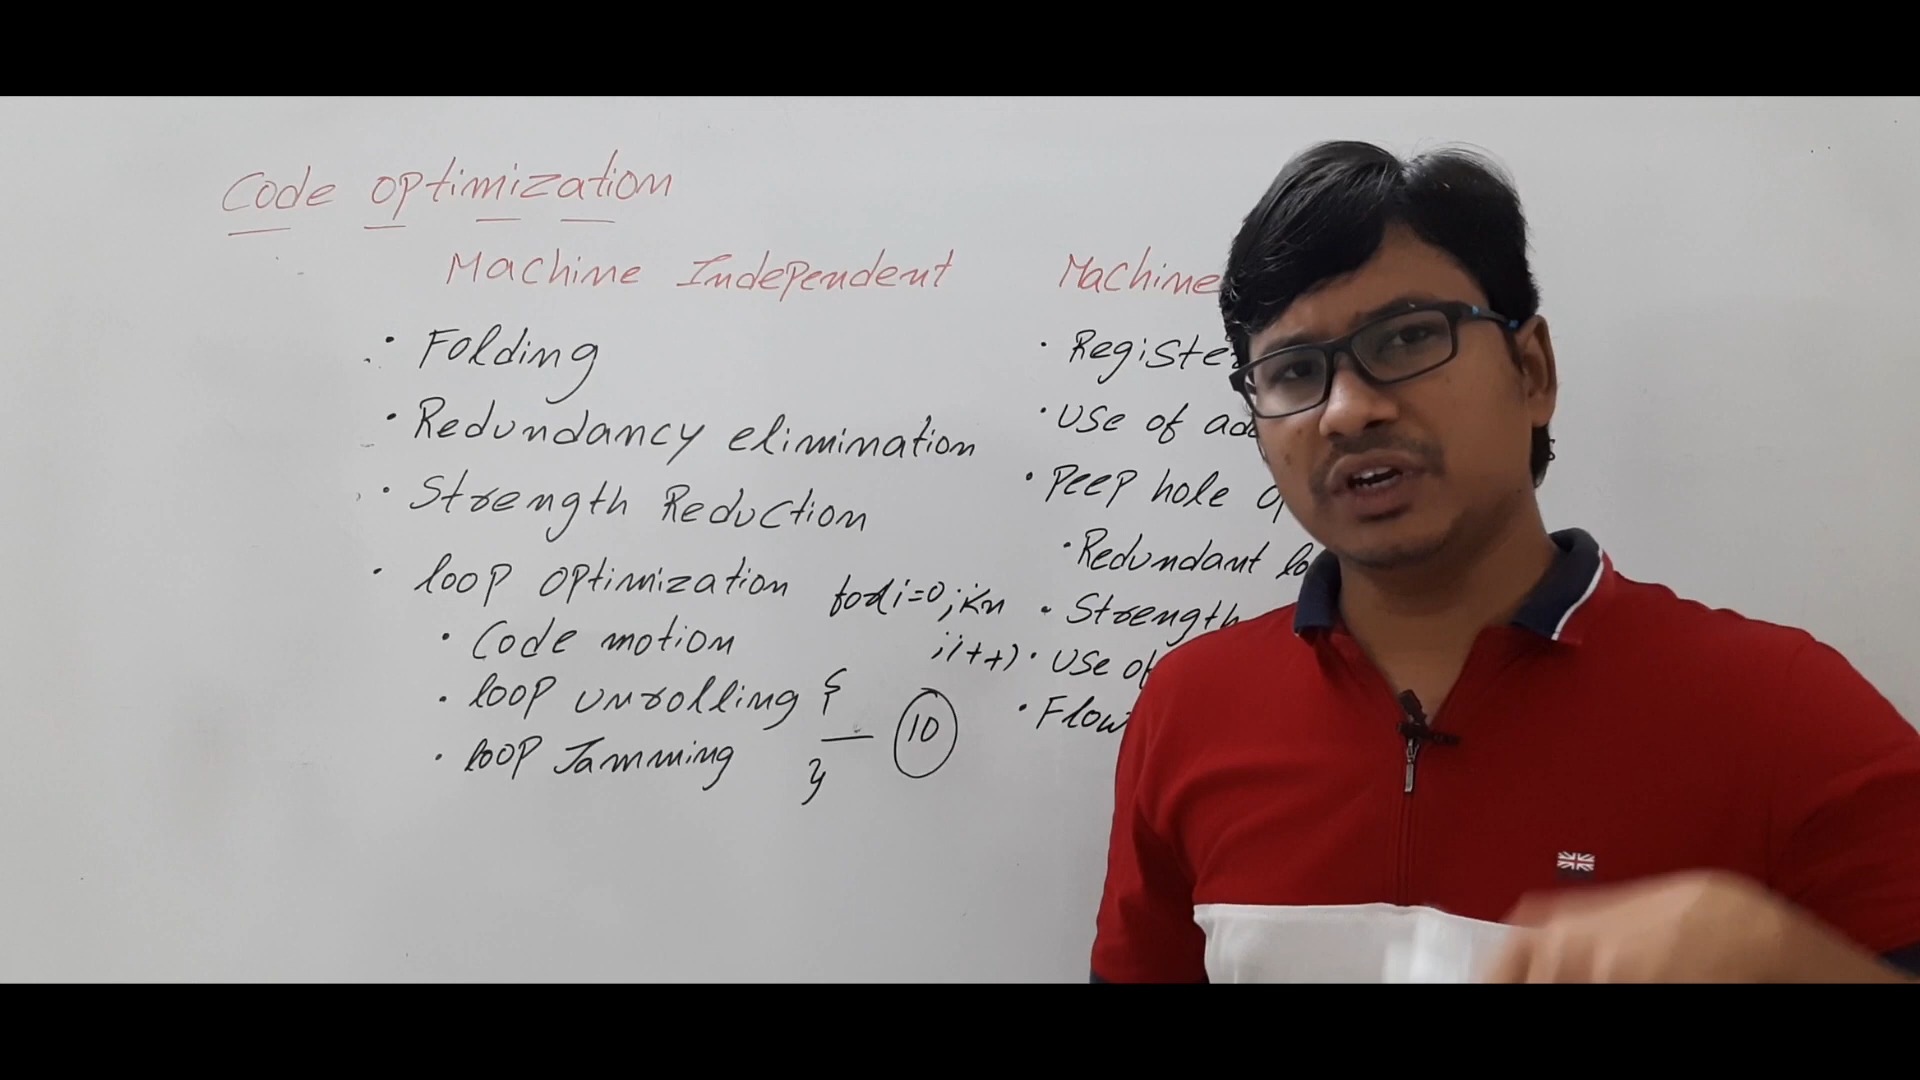 Code optimization
Machine Independent
• Folding
• Redundancy elimination
• Strength Reduction
• loop optimization
• Code motion
• loop unrolling
• loop Jamming
for(i=0;i<n
;i++)
{
10
}
Machine
•
• Use of
• Peep hole
• Redundant
• Strength
• Use of
• Flow